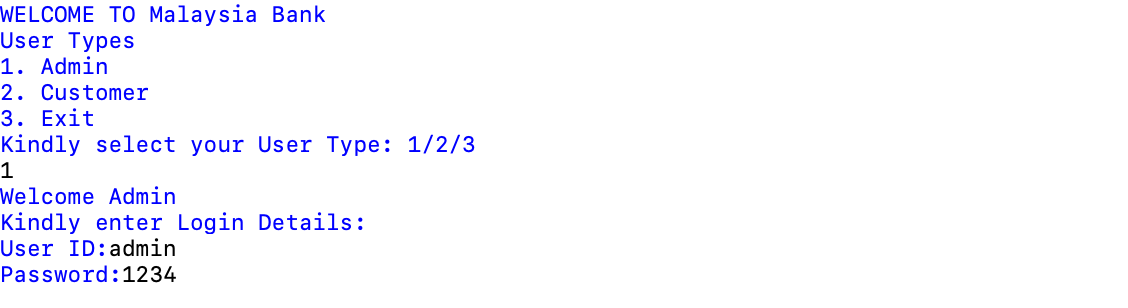 WELCOME TO Malaysia Bank
User Types
1. Admin
2. Customer
3. Exit
Kindly select your User Type: 1/2/3
1
Welcome Admin
Kindly enter Login Details:
User ID:admin
Password:1234